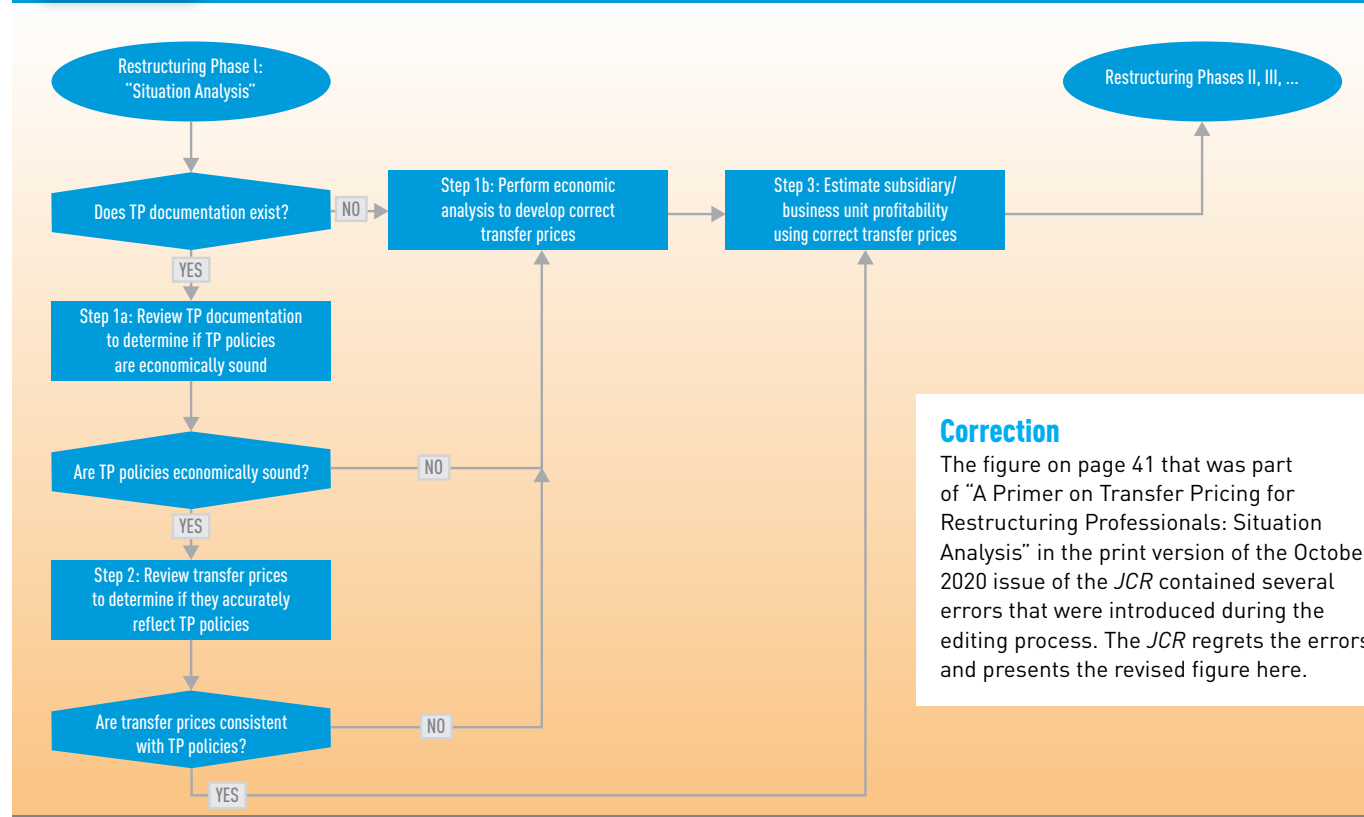 Restructuring Phase l:
“Situation Analysis”
Restructuring Phases II, III, ...
Does TP documentation exist?
NO
Step 1b: Perform economic
analysis to develop correct
transfer prices
Step 3: Estimate subsidiary/
business unit profitability
using correct transfer prices
YES
Step 1a: Review TP documentation
to determine if TP policies
are economically sound
Are TP policies economically sound?
NO
YES
Step 2: Review transfer prices
to determine if they accurately
reflect TP policies
Are transfer prices consistent
with TP policies?
NO
YES
Correction
The figure on page 41 that was part
of “A Primer on Transfer Pricing for
Restructuring Professionals: Situation
Analysis” in the print version of the Octobe
2020 issue of the JCR contained several
errors that were introduced during the
editing process. The JCR regrets the errors
and presents the revised figure here.